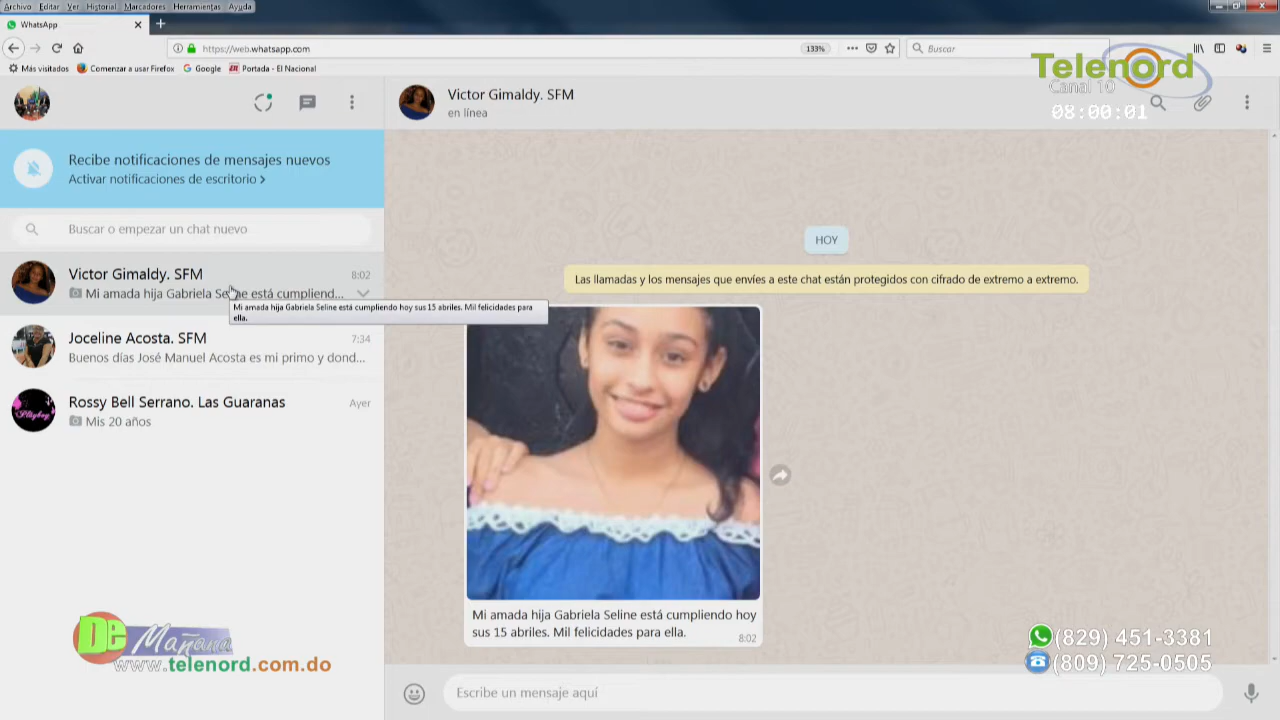 Archivo Editar Ver Historial Marcadores Herramientas Ayuda
WhatsApp
https://web.whatsapp.com
133%
Buscar
Más visitados Comenzar a usar Firefox Google Portada - El Nacional
Telenord
Canal 10
08:00:01
Victor Gimaldy. SFM
en línea
Recibe notificaciones de mensajes nuevos
Activar notificaciones de escritorio >
Buscar o empezar un chat nuevo
HOY
Las llamadas y los mensajes que envíes a este chat están protegidos con cifrado de extremo a extremo.
Victor Gimaldy. SFM 8:02
Mi amada hija Gabriela Seline está cumpliend...
Mi amada hija Gabriela Seline está cumpliendo hoy sus 15 abriles. Mil felicidades para
ella.
Joceline Acosta. SFM 7:34
Buenos días José Manuel Acosta es mi primo y dond...
Rossy Bell Serrano. Las Guaranas Ayer
Mis 20 años
Mi amada hija Gabriela Seline está cumpliendo hoy
sus 15 abriles. Mil felicidades para ella.
8:02
De Mañana
www.telenord.com.do
(829) 451-3381
(809) 725-0505
Escribe un mensaje aquí